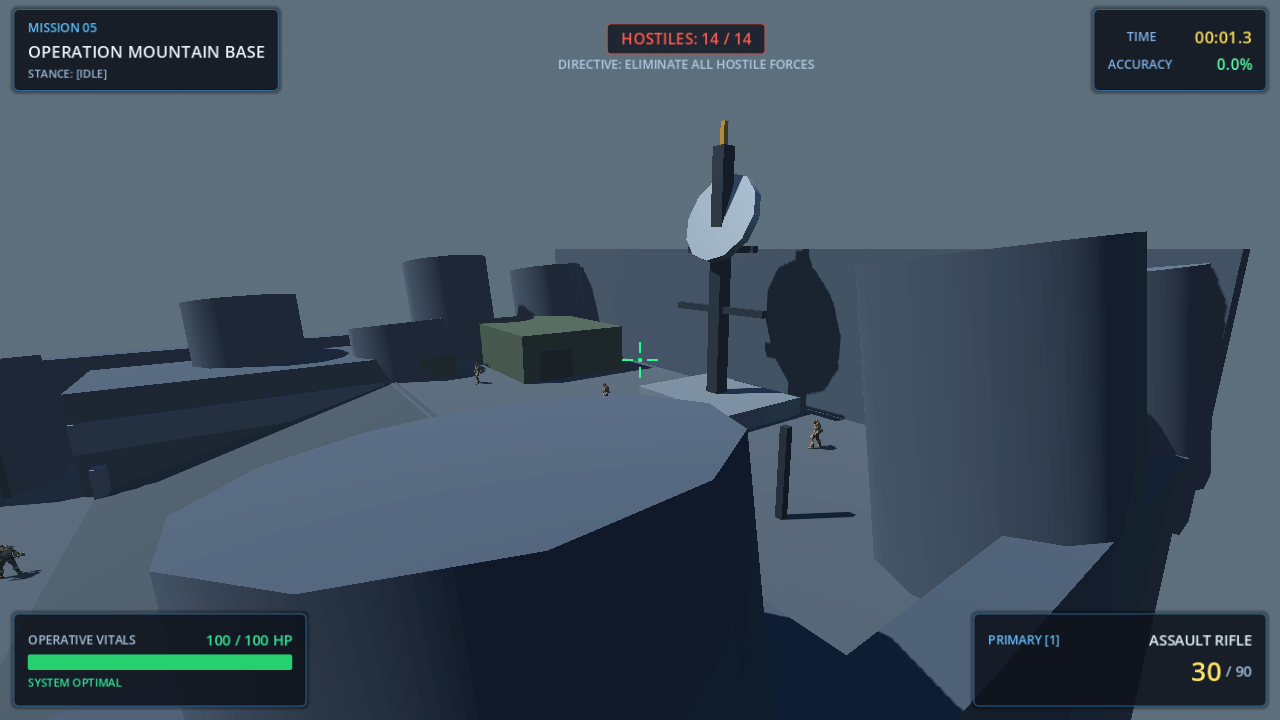 MISSION 05
OPERATION MOUNTAIN BASE
STANCE: [IDLE]
HOSTILES: 14 / 14
DIRECTIVE: ELIMINATE ALL HOSTILE FORCES
TIME 00:01.3
ACCURACY 0.0%
OPERATIVE VITALS 100 / 100 HP
SYSTEM OPTIMAL
PRIMARY [1] ASSAULT RIFLE
30 / 90